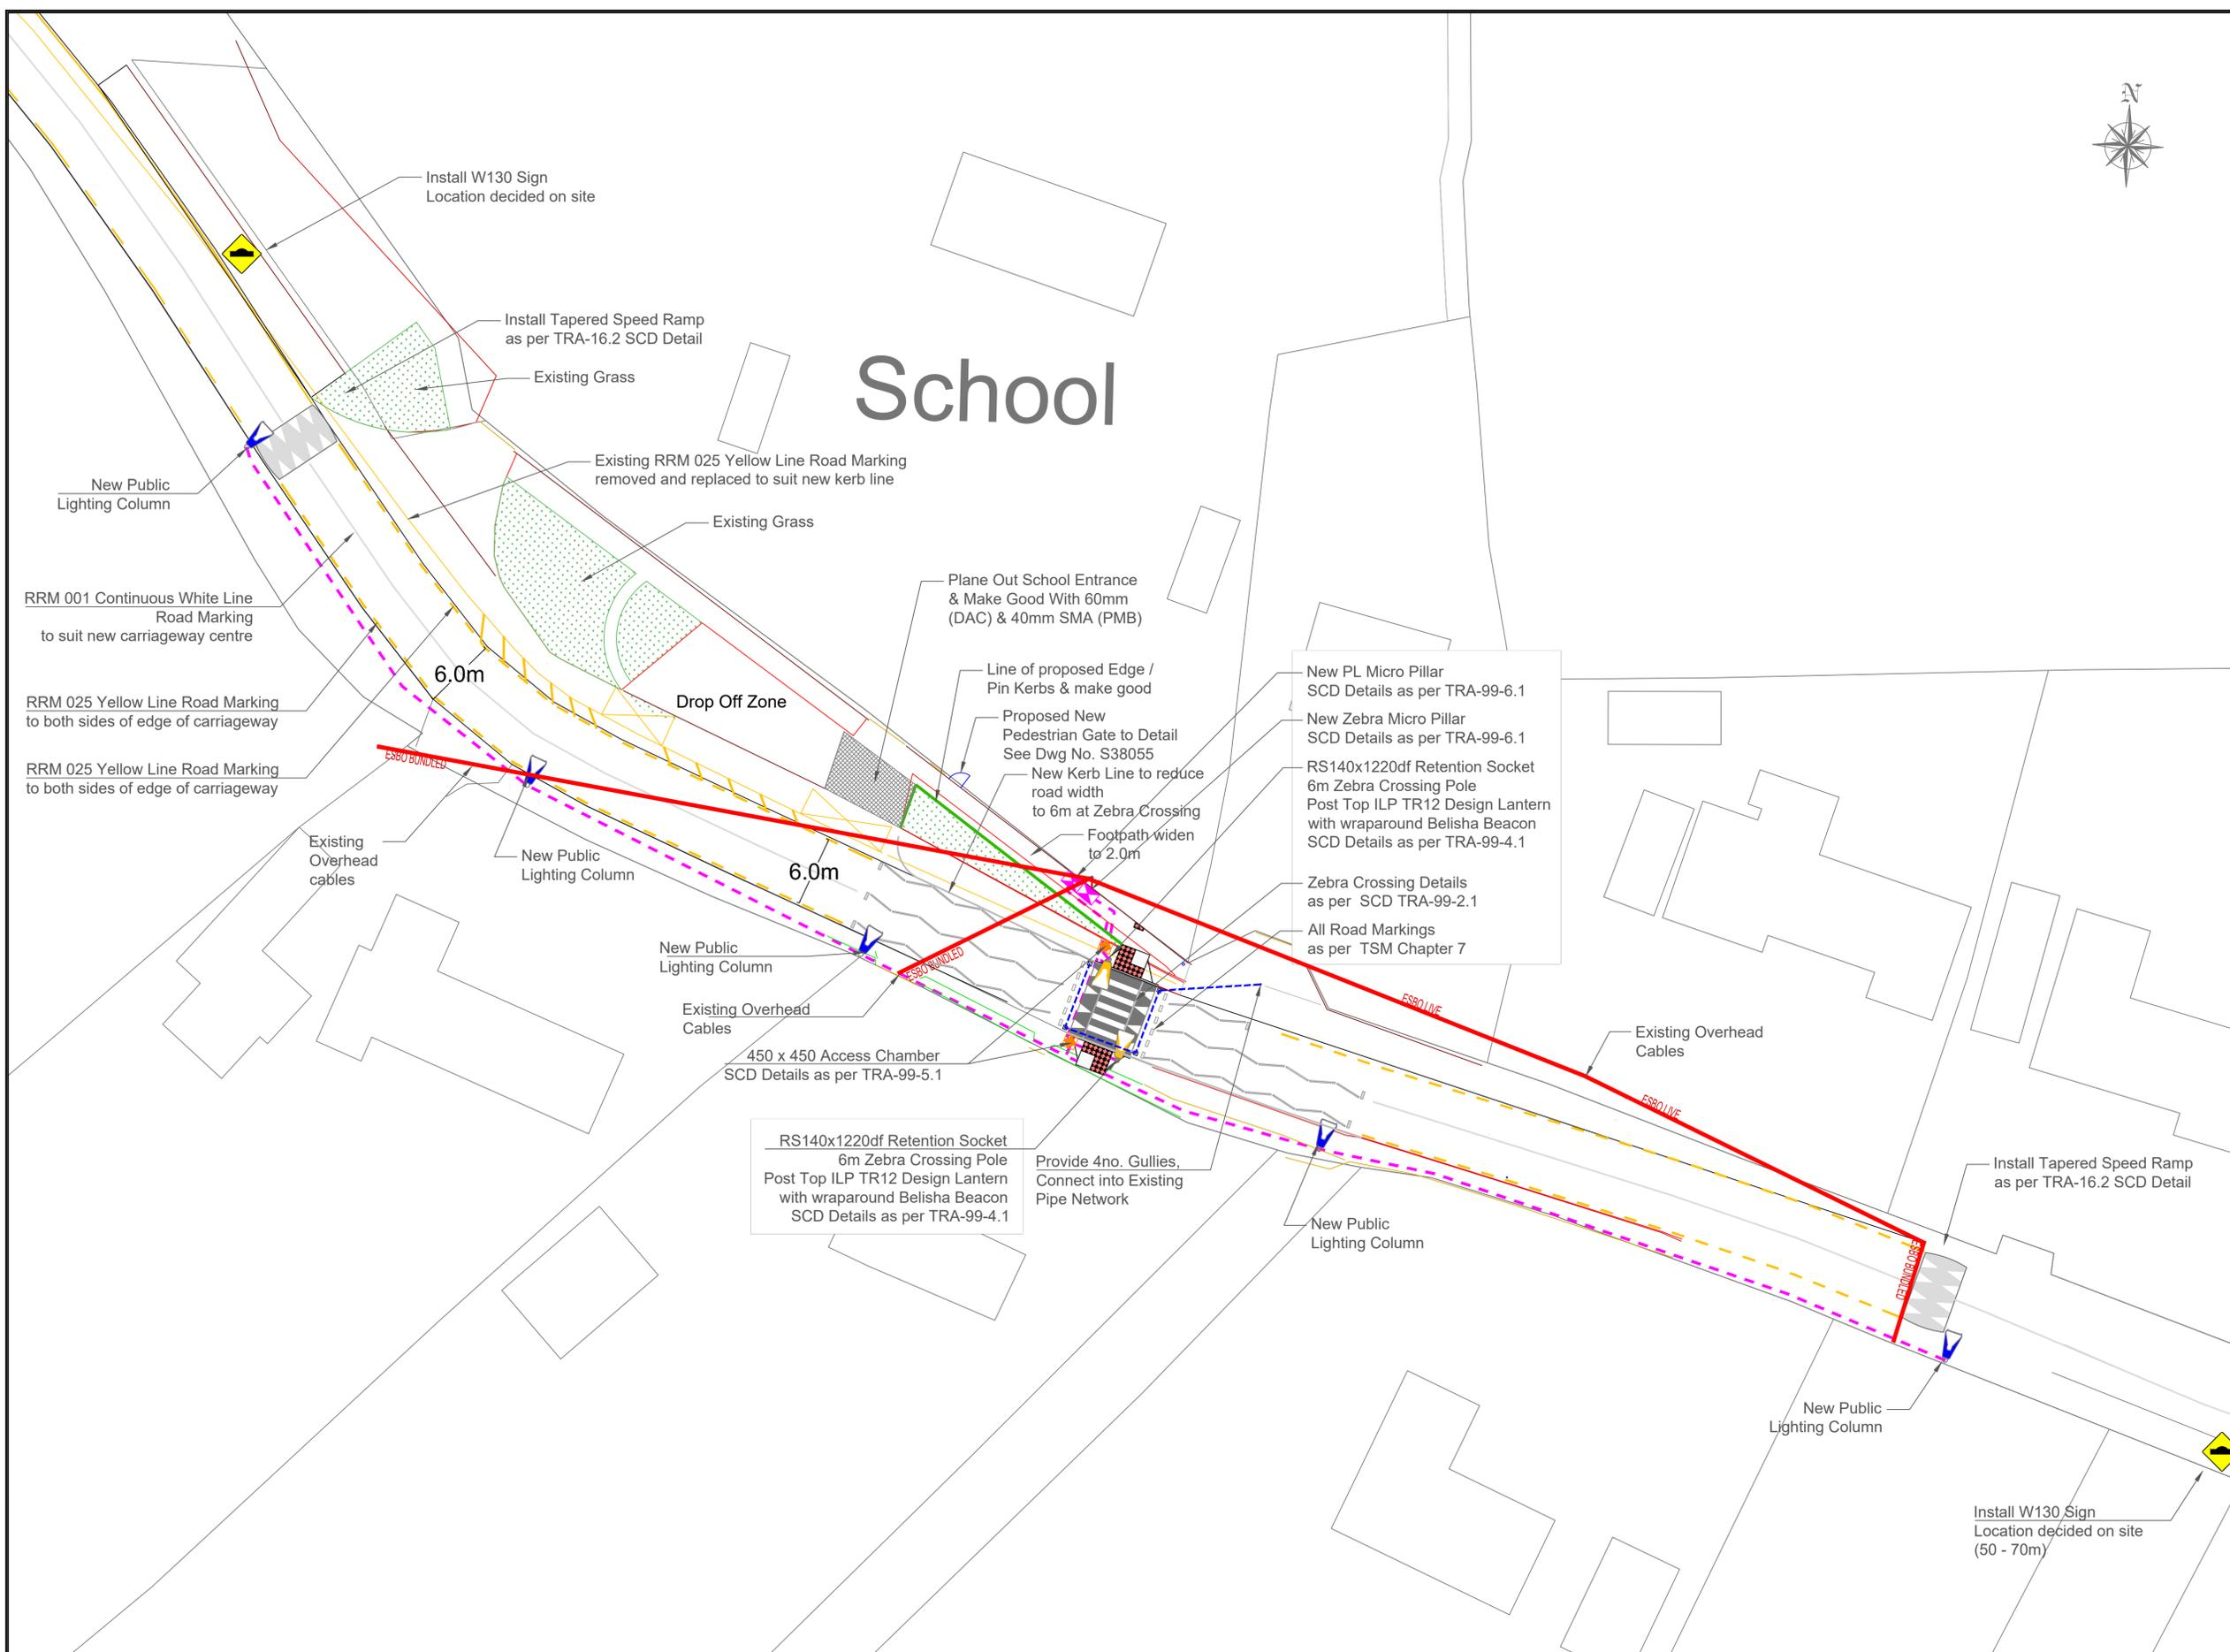 N
Install W130 Sign
Location decided on site
Install Tapered Speed Ramp
as per TRA-16.2 SCD Detail
Existing Grass
School
Existing RRM 025 Yellow Line Road Marking
removed and replaced to suit new kerb line
New Public
Lighting Column
Existing Grass
Plane Out School Entrance
& Make Good With 60mm
(DAC) & 40mm SMA (PMB)
RRM 001 Continuous White Line
Road Marking
to suit new carriageway centre
6.0m
Line of proposed Edge /
Pin Kerbs & make good
Drop Off Zone
RRM 025 Yellow Line Road Marking
to both sides of edge of carriageway
Proposed New
Pedestrian Gate to Detail
See Dwg No. S38055
New Kerb Line to reduce
road width
to 6m at Zebra Crossing
RRM 025 Yellow Line Road Marking
to both sides of edge of carriageway
ESBO BUNDLED
Footpath widen
to 2.0m
New PL Micro Pillar
SCD Details as per TRA-99-6.1
New Zebra Micro Pillar
SCD Details as per TRA-99-6.1
RS140x1220df Retention Socket
6m Zebra Crossing Pole
Post Top ILP TR12 Design Lantern
with wraparound Belisha Beacon
SCD Details as per TRA-99-4.1
Zebra Crossing Details
as per SCD TRA-99-2.1
All Road Markings
as per TSM Chapter 7
Existing
Overhead
cables
New Public
Lighting Column
6.0m
New Public
Lighting Column
ESBO BUNDLED
Existing Overhead
Cables
450 x 450 Access Chamber
SCD Details as per TRA-99-5.1
ESBO LIVE
Existing Overhead
Cables
ESBO LIVE
RS140x1220df Retention Socket
6m Zebra Crossing Pole
Post Top ILP TR12 Design Lantern
with wraparound Belisha Beacon
SCD Details as per TRA-99-4.1
Provide 4no. Gullies,
Connect into Existing
Pipe Network
New Public
Lighting Column
Install Tapered Speed Ramp
as per TRA-16.2 SCD Detail
ESBO BUNDLED
New Public
Lighting Column
Install W130 Sign
Location decided on site
(50 - 70m)